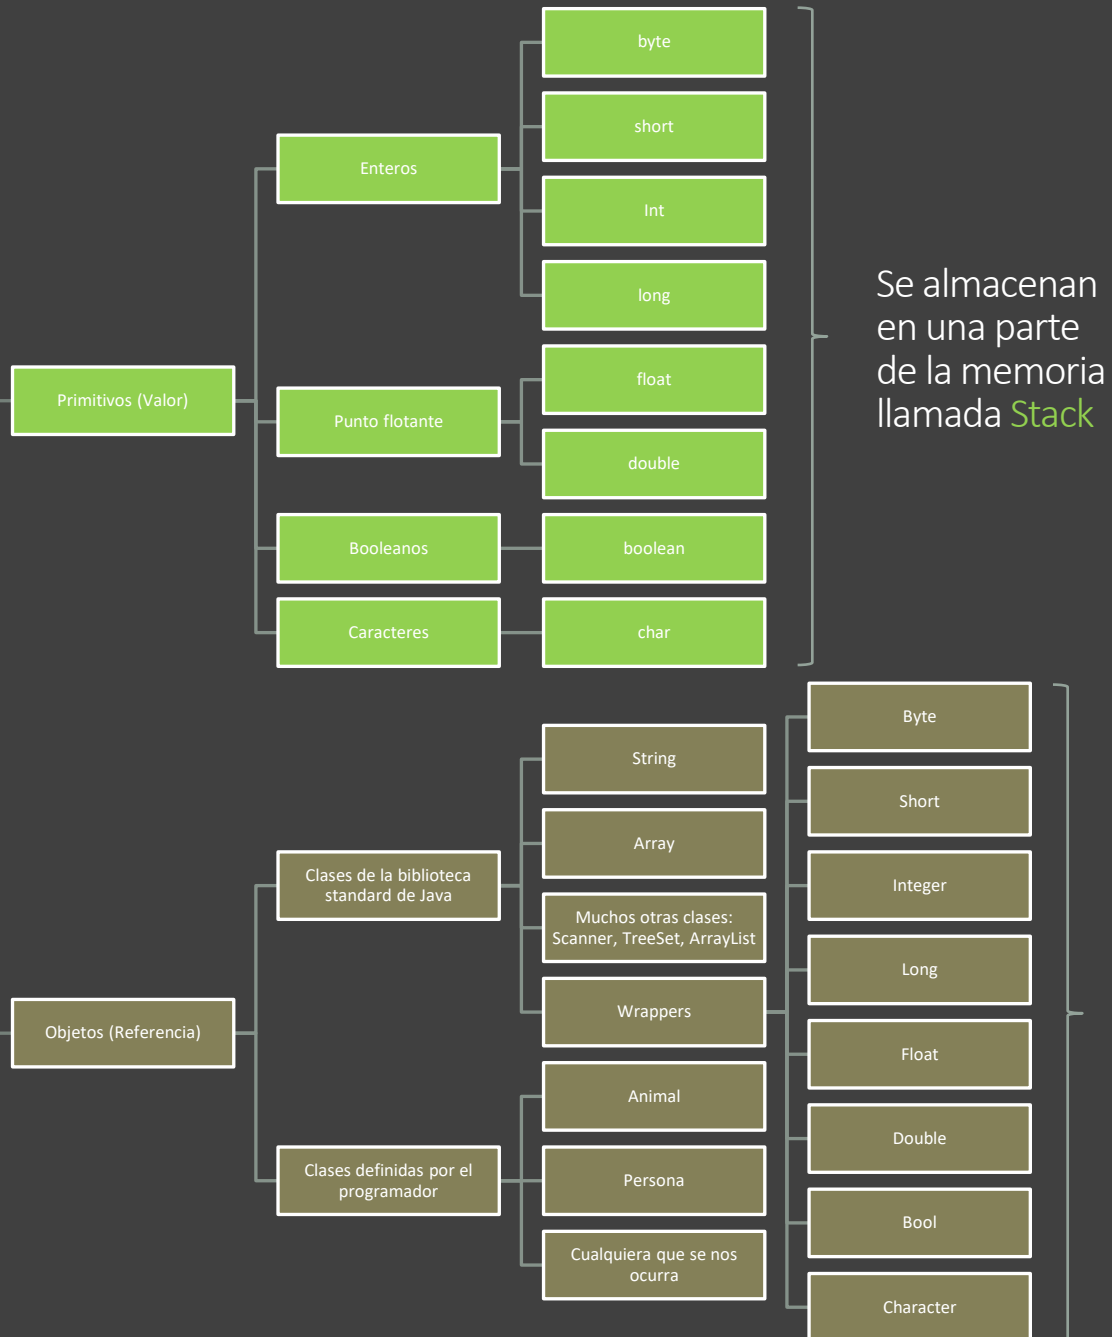 byte
short
Enteros
Int
long
Primitivos (Valor)
float
Punto flotante
double
Booleanos
boolean
Caracteres
char
Se almacenan
en una parte
de la memoria
llamada Stack
Byte
String
Short
Array
Clases de la biblioteca
standard de Java
Integer
Muchos otras clases:
Scanner, TreeSet, ArrayList
Long
Wrappers
Objetos (Referencia)
Float
Animal
Double
Clases definidas por el
programador
Persona
Bool
Cualquiera que se nos
ocurra
Character